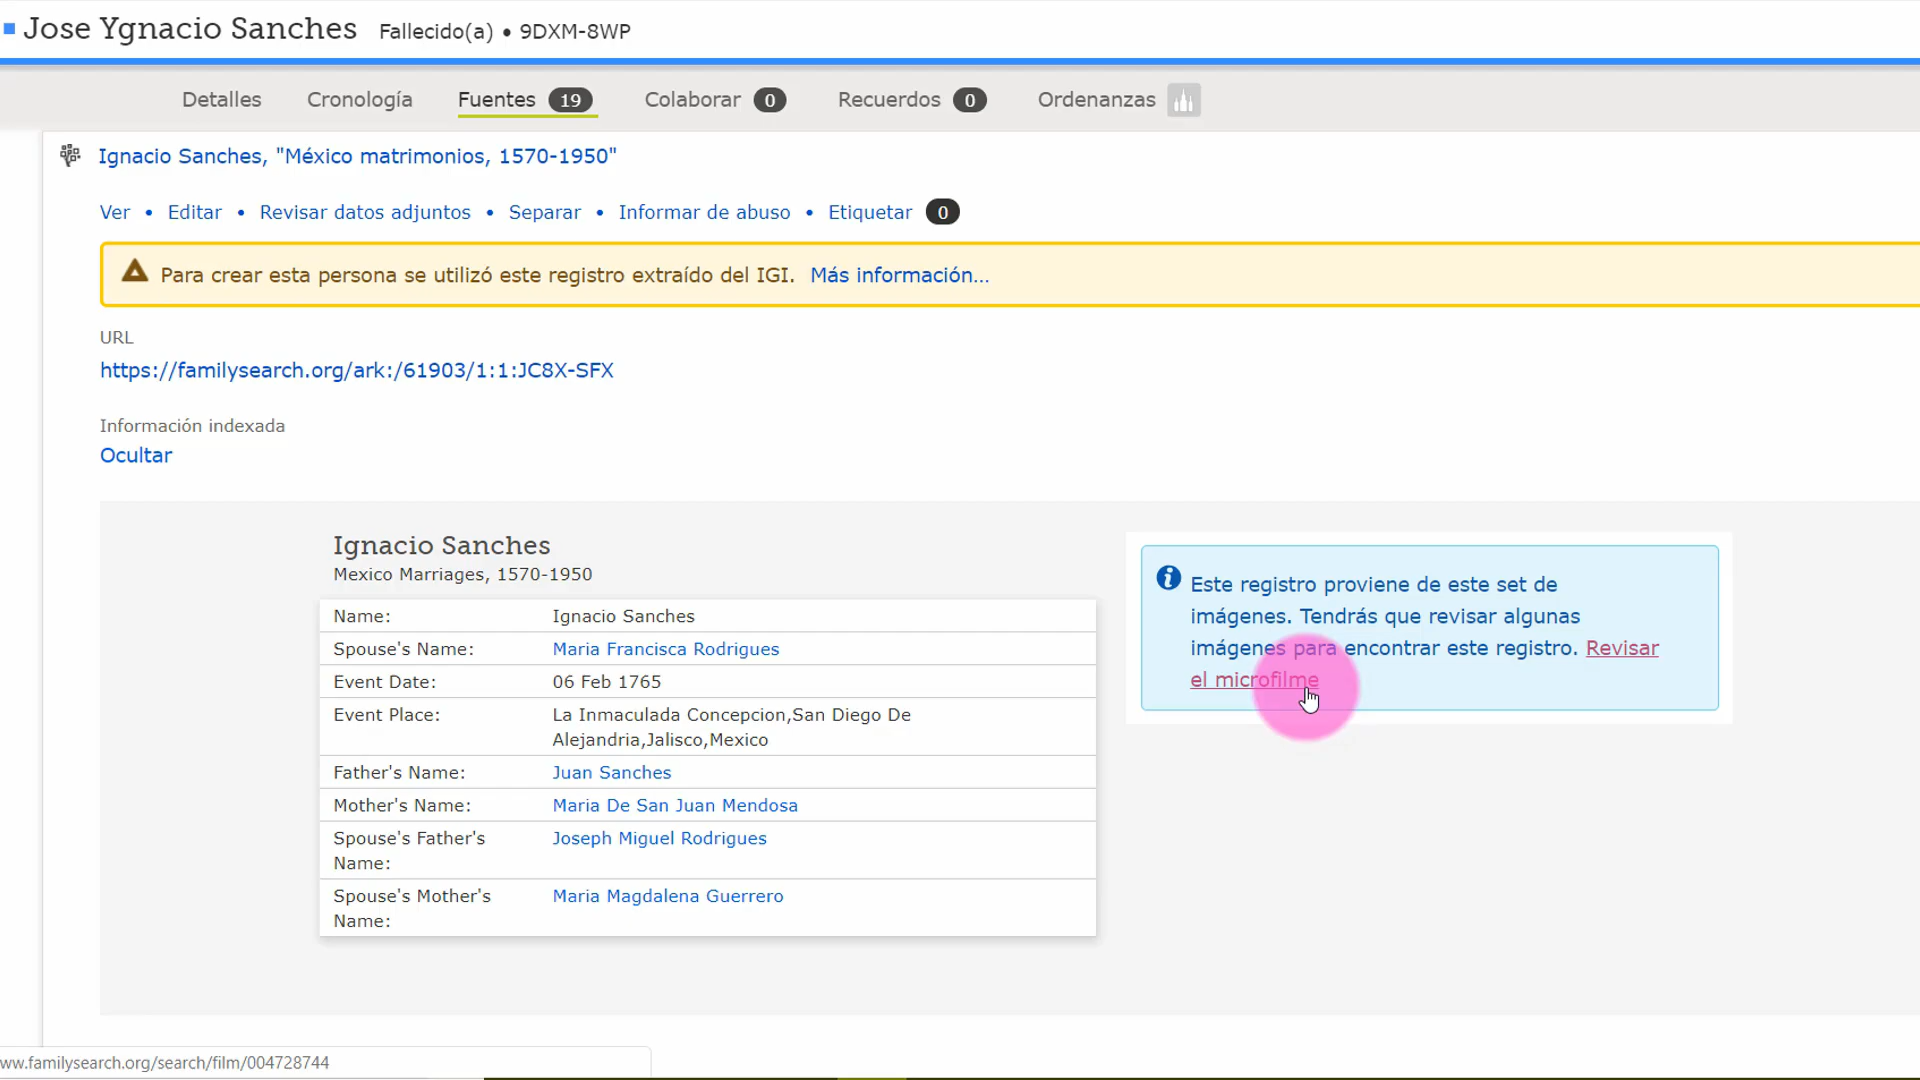 Jose Ygnacio Sanches Fallecido(a) • 9DXM-8WP
Detalles Cronología Fuentes 19 Colaborar 0 Recuerdos 0 Ordenanzas
Ignacio Sanches, "México matrimonios, 1570-1950"
Ver • Editar • Revisar datos adjuntos • Separar • Informar de abuso • Etiquetar 0
Para crear esta persona se utilizó este registro extraído del IGI. Más información...
URL
https://familysearch.org/ark:/61903/1:1:JC8X-SFX
Información indexada
Ocultar
Ignacio Sanches
Mexico Marriages, 1570-1950
Name: Ignacio Sanches
Spouse's Name: Maria Francisca Rodrigues
Event Date: 06 Feb 1765
Event Place: La Inmaculada Concepcion,San Diego De
Alejandria,Jalisco,Mexico
Father's Name: Juan Sanches
Mother's Name: Maria De San Juan Mendosa
Spouse's Father's
Name: Joseph Miguel Rodrigues
Spouse's Mother's
Name: Maria Magdalena Guerrero
Este registro proviene de este set de
imágenes. Tendrás que revisar algunas
imágenes para encontrar este registro. Revisar
el microfilme
ww.familysearch.org/search/film/004728744